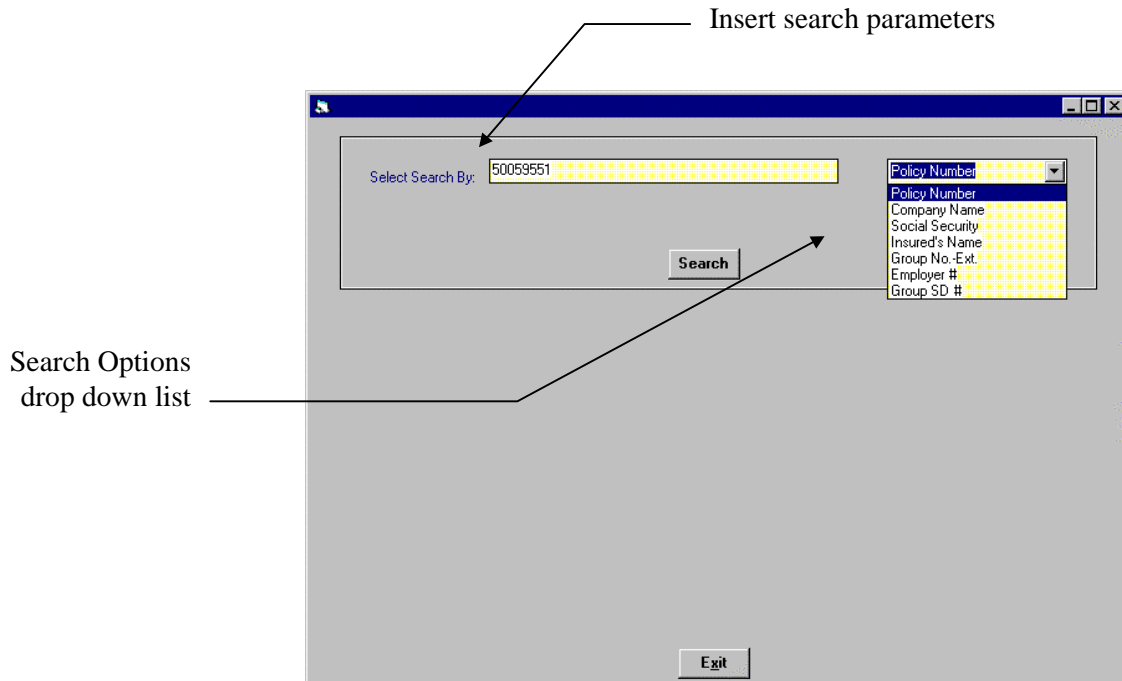 Insert search parameters
Select Search By:
50059551
Policy Number
Policy Number
Company Name
Social Security
Insured's Name
Group No.-Ext.
Employer #
Group SD #
Search
Search Options
drop down list
Exit